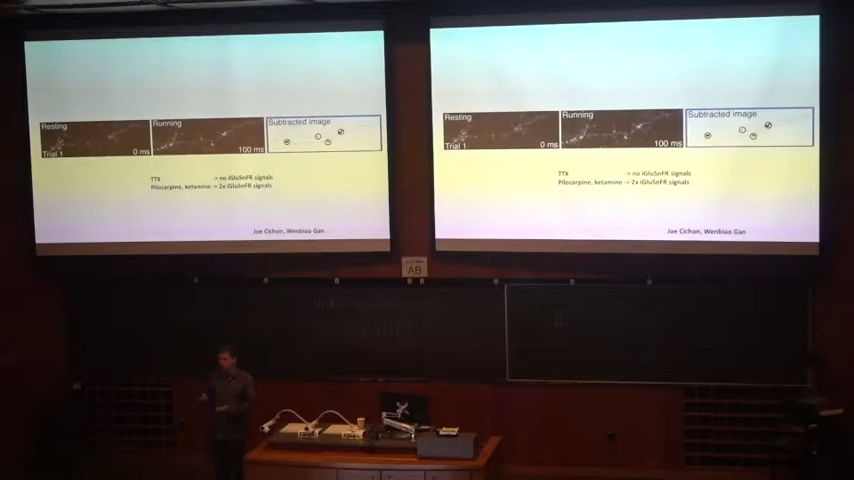 Resting
Running
Subtracted image
Trial 1
0 ms
100 ms
TTX -> no iGluSnFR signals
Pilocarpine, ketamine -> 2x iGluSnFR signals
Joe Cichon, Wenbiao Gan
Resting
Running
Subtracted image
Trial 1
0 ms
100 ms
TTX -> no iGluSnFR signals
Pilocarpine, ketamine -> 2x iGluSnFR signals
Joe Cichon, Wenbiao Gan
AB